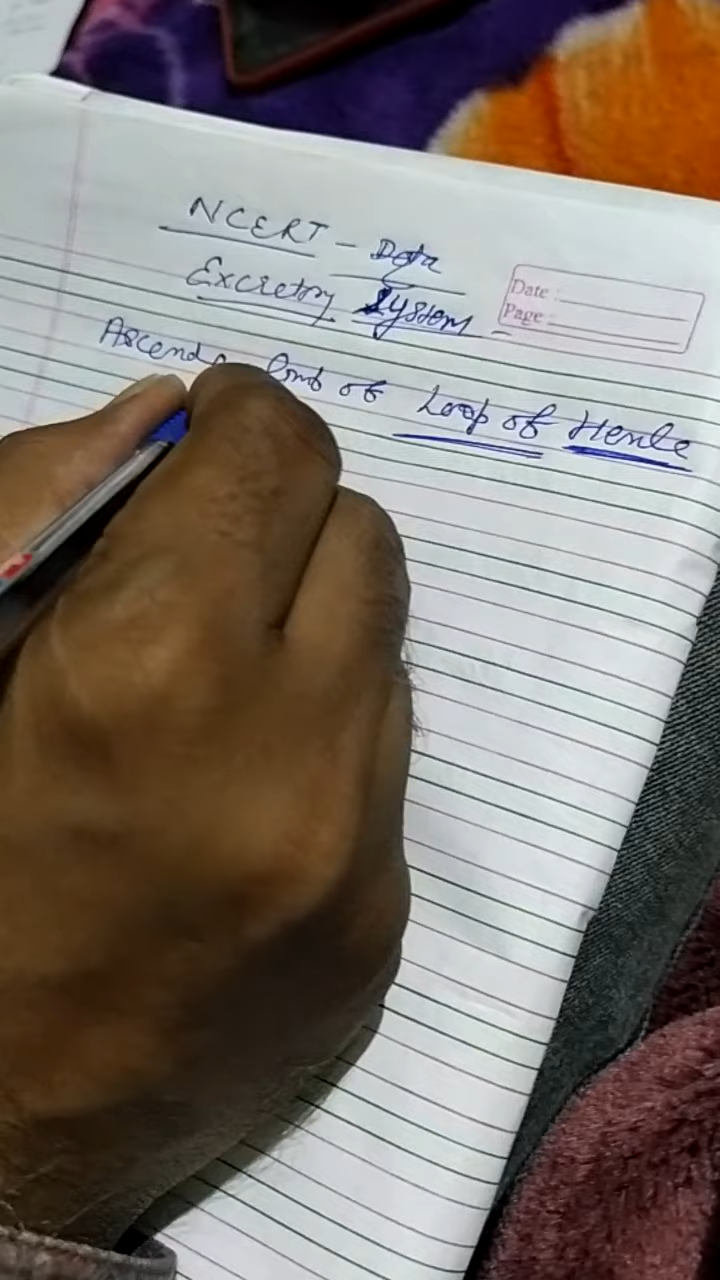 NCERT - Data
Excretory System
Date :
Page :
limb of Loop of Henle